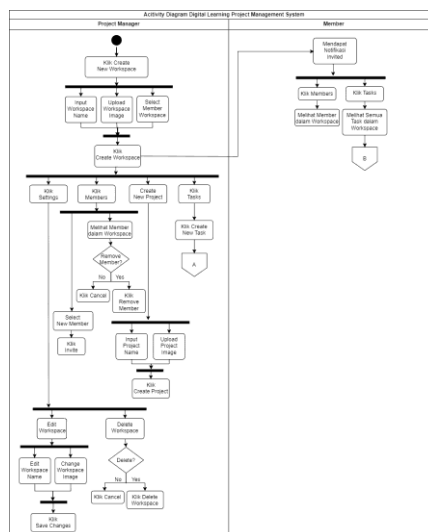 Acitivity Diagram Digital Learning Project Management System
Project Manager
Member
Klik Create
New Workspace
Input
Workspace
Name
Upload
Workspace
Image
Select
Member
Workspace
Klik
Create Workspace
Mendapat
Notifikasi
Invited
Klik Members
Klik Tasks
Melihat Member
dalam Workspace
Melihat Semua
Task dalam
Workspace
B
Klik
Settings
Klik
Members
Create
New Project
Klik
Tasks
Melihat Member
dalam Workspace
Klik Create
New Task
Remove
Member?
A
No
Yes
Klik Cancel
Klik
Remove
Member
Select
New Member
Klik
Invite
Input
Project
Name
Upload
Project
Image
Klik
Create Project
Edit
Workspace
Delete
Workspace
Edit
Workspace
Name
Change
Workspace
Image
Delete?
No
Yes
Klik Cancel
Klik Delete
Workspace
Klik
Save Changes